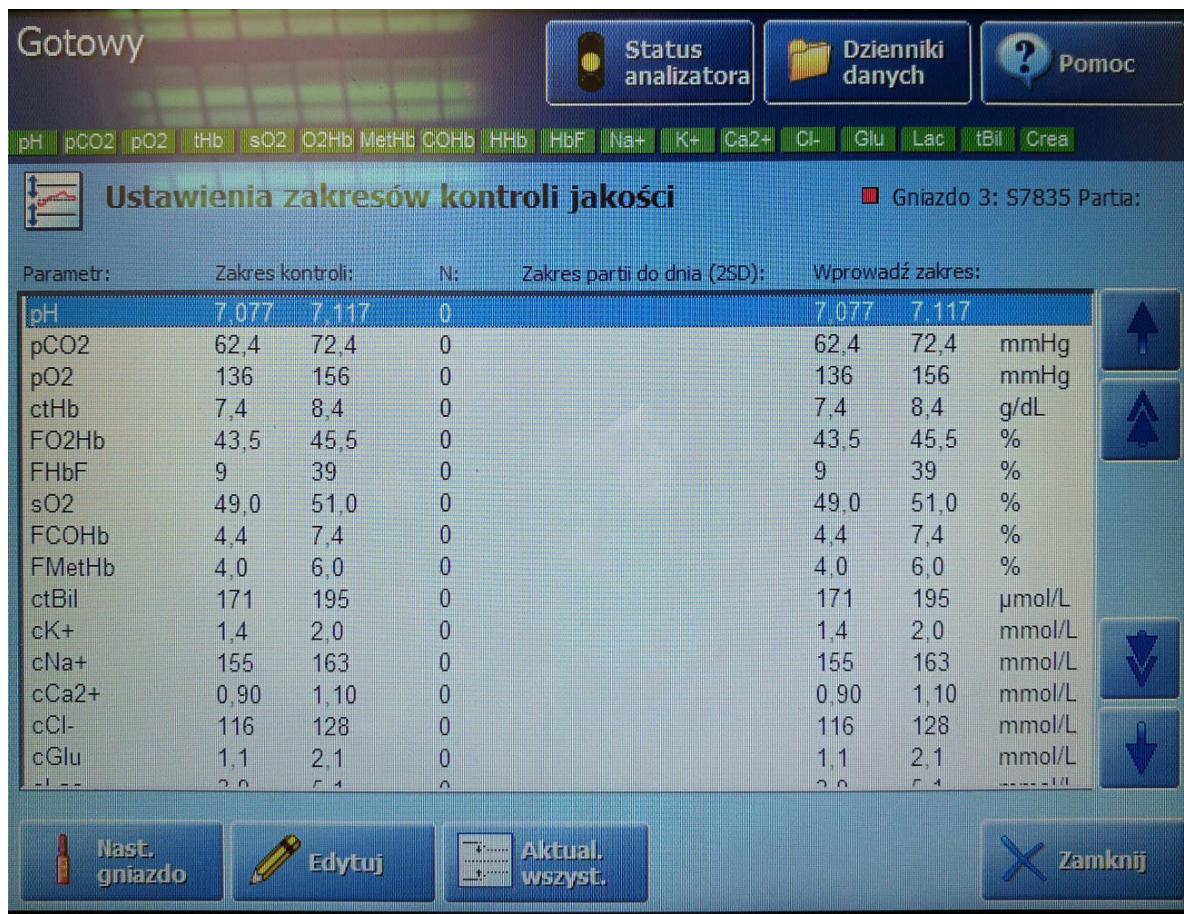 Gotowy
Status analizatora
Dzienniki danych
Pomoc
pH pCO2 pO2 tHb sO2 O2Hb MetHb COHb HHb HbF Na+ K+ Ca2+ Cl- Glu Lac tBil Crea
Ustawienia zakresów kontroli jakości
Gniazdo 3: S7835 Partia:
Parametr: Zakres kontroli: N: Zakres partii do dnia (2SD): Wprowadź zakres:
pH 7,077 7,117 0 7,077 7,117
pCO2 62,4 72,4 0 62,4 72,4 mmHg
pO2 136 156 0 136 156 mmHg
ctHb 7,4 8,4 0 7,4 8,4 g/dL
FO2Hb 43,5 45,5 0 43,5 45,5 %
FHbF 9 39 0 9 39 %
sO2 49,0 51,0 0 49,0 51,0 %
FCOHb 4,4 7,4 0 4,4 7,4 %
FMetHb 4,0 6,0 0 4,0 6,0 %
ctBil 171 195 0 171 195 µmol/L
cK+ 1,4 2,0 0 1,4 2,0 mmol/L
cNa+ 155 163 0 155 163 mmol/L
cCa2+ 0,90 1,10 0 0,90 1,10 mmol/L
cCl- 116 128 0 116 128 mmol/L
cGlu 1,1 2,1 0 1,1 2,1 mmol/L
Nast. gniazdo
Edytuj
Aktual. wszyst.
Zamknij